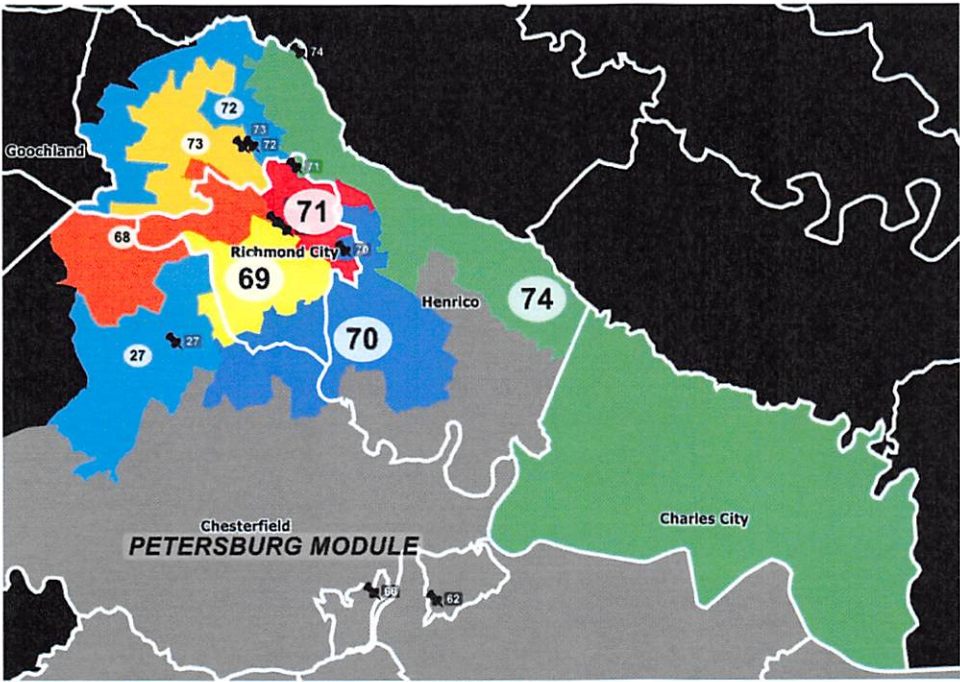 74
72
73
72
73
Goochland
71
71
68
Richmond City
70
69
Henrico
74
70
27
27
Chesterfield
Charles City
PETERSBURG MODULE
62